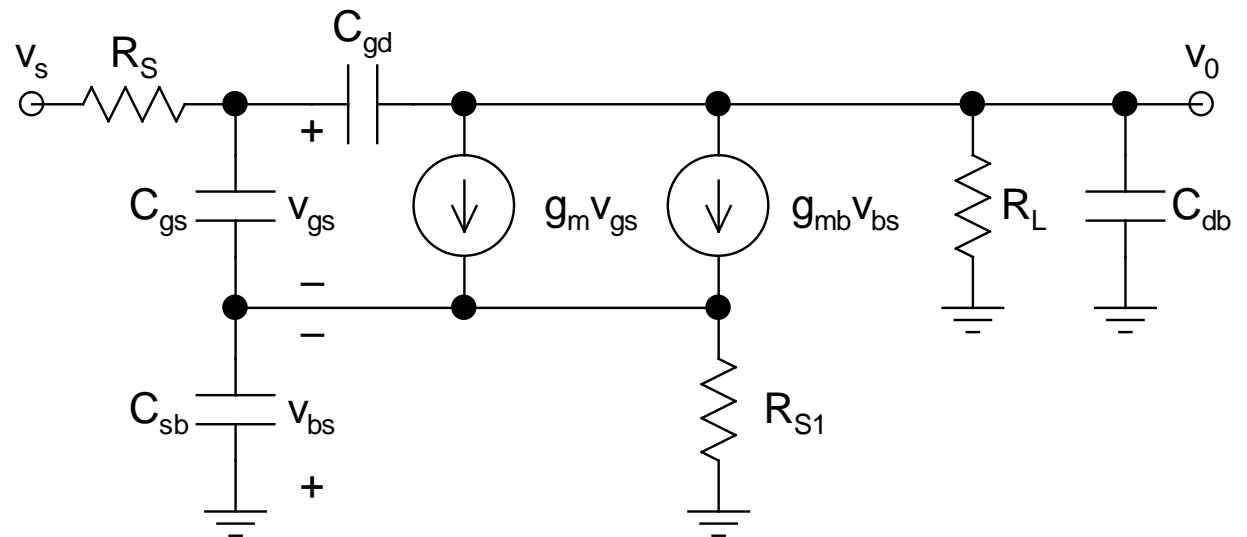 v_s
R_S
C_gd
v_0
+
C_gs
v_gs
g_m v_gs
g_mb v_bs
R_L
C_db
−
−
C_sb
v_bs
R_S1
+